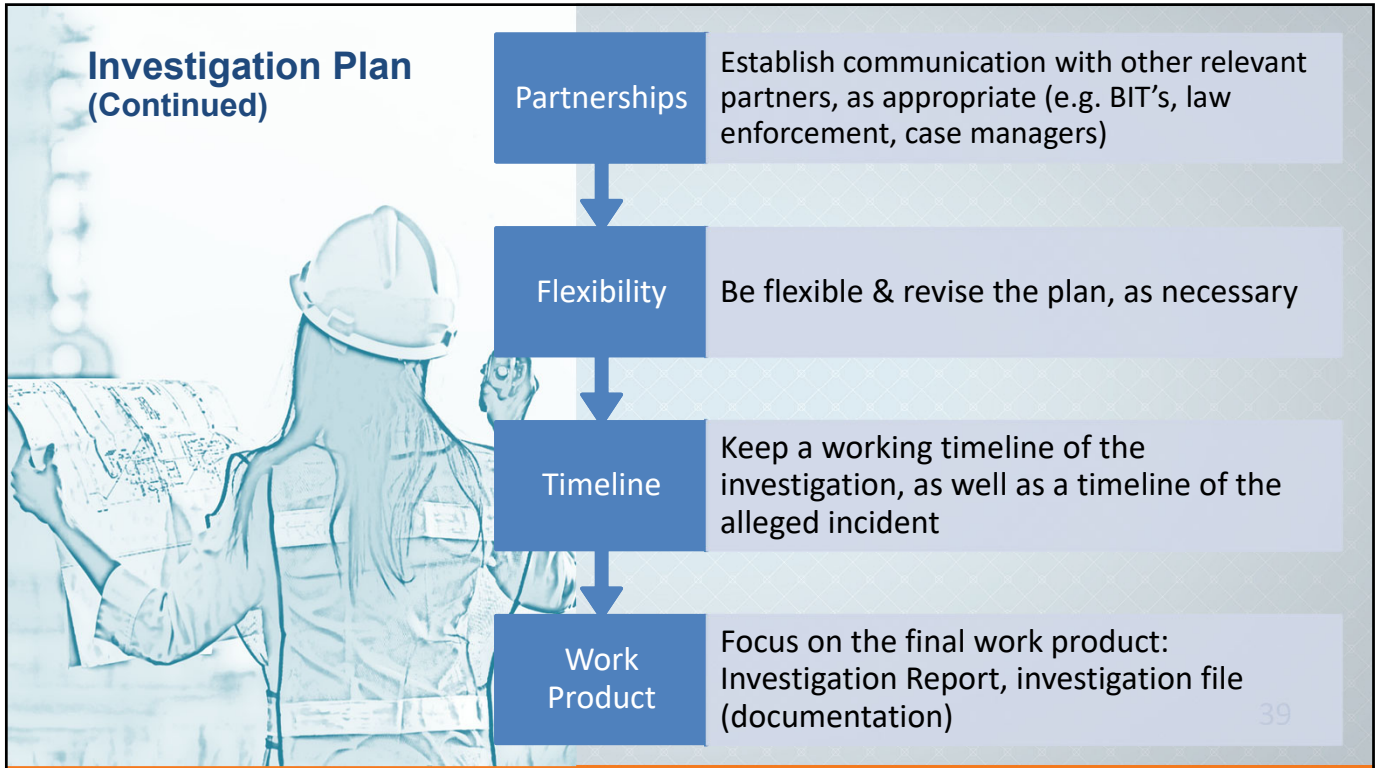 Investigation Plan
(Continued)
Partnerships
Establish communication with other relevant
partners, as appropriate (e.g. BIT’s, law
enforcement, case managers)
Flexibility
Be flexible & revise the plan, as necessary
Timeline
Keep a working timeline of the
investigation, as well as a timeline of the
alleged incident
Work
Product
Focus on the final work product:
Investigation Report, investigation file
(documentation)
39